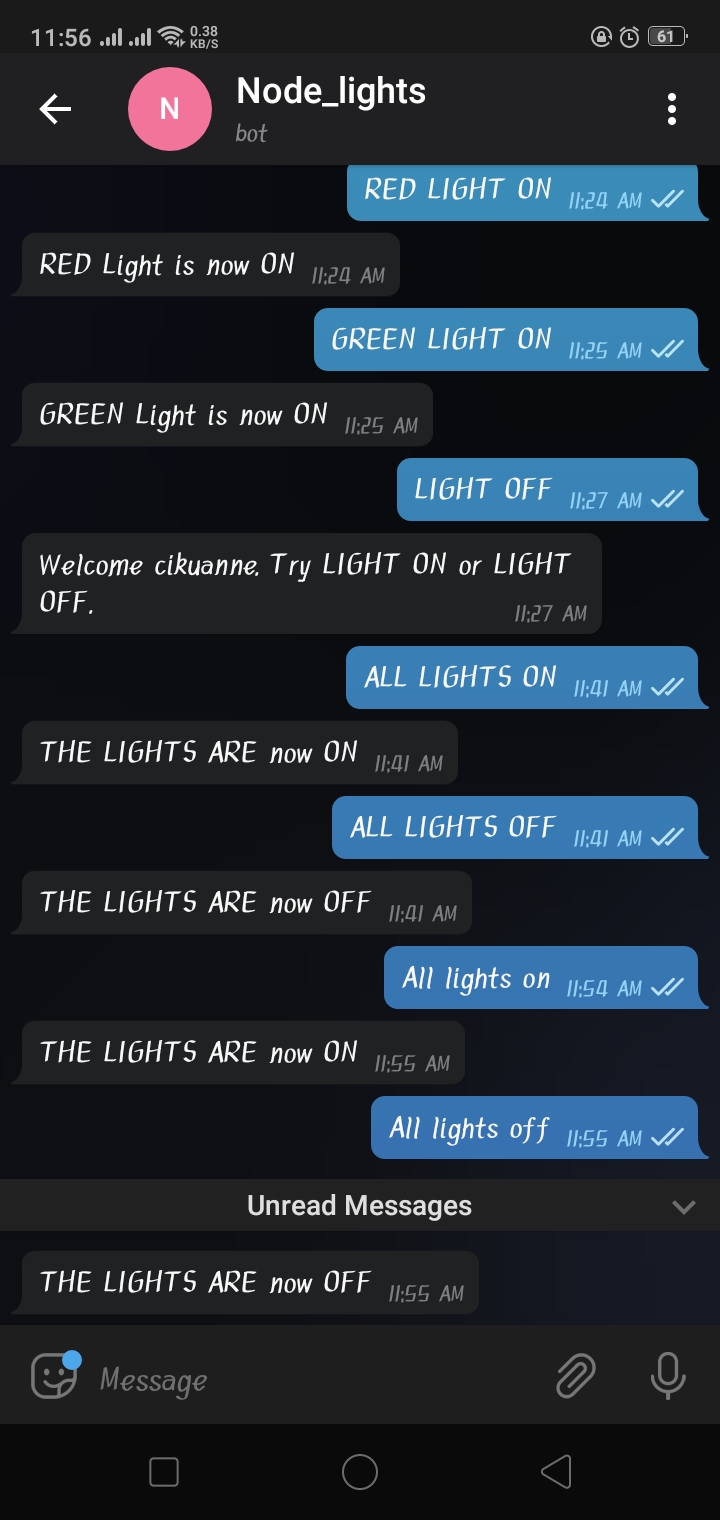 11:56 0.38 KB/S 61
N Node_lights
bot
RED LIGHT ON 11:24 AM
RED Light is now ON 11:24 AM
GREEN LIGHT ON 11:25 AM
GREEN Light is now ON 11:25 AM
LIGHT OFF 11:27 AM
Welcome cikuanne. Try LIGHT ON or LIGHT
OFF. 11:27 AM
ALL LIGHTS ON 11:41 AM
THE LIGHTS ARE now ON 11:41 AM
ALL LIGHTS OFF 11:41 AM
THE LIGHTS ARE now OFF 11:41 AM
All lights on 11:54 AM
THE LIGHTS ARE now ON 11:55 AM
All lights off 11:55 AM
Unread Messages
THE LIGHTS ARE now OFF 11:55 AM
Message